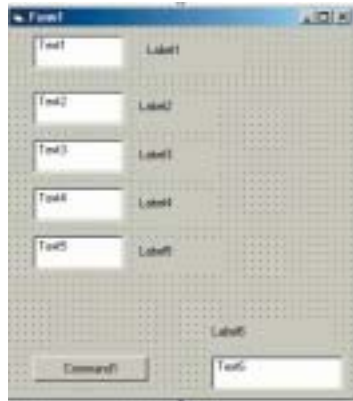 Form1
Text1 Label1
Text2 Label2
Text3 Label3
Text4 Label4
Text5 Label5
Label6
Command1 Text6